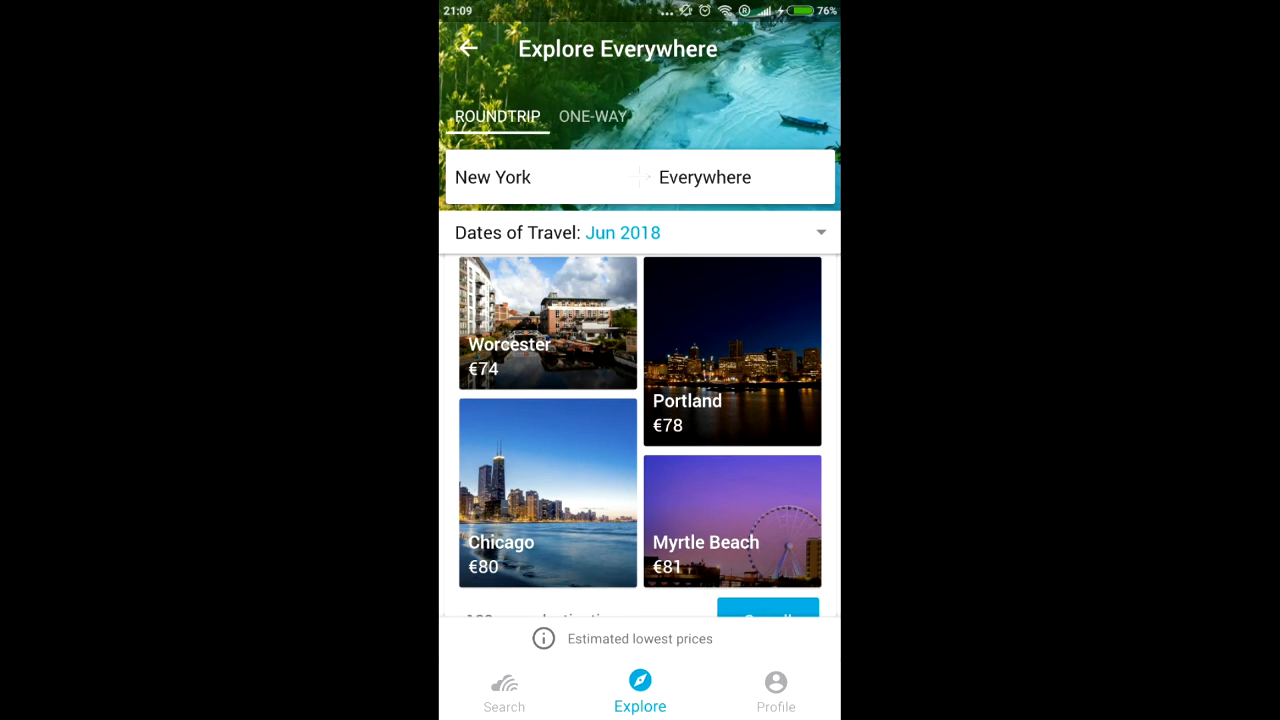 21:09
76%
Explore Everywhere
ROUNDTRIP ONE-WAY
New York Everywhere
Dates of Travel: Jun 2018
Worcester
€74
Portland
€78
Chicago
€80
Myrtle Beach
€81
Estimated lowest prices
Search Explore Profile